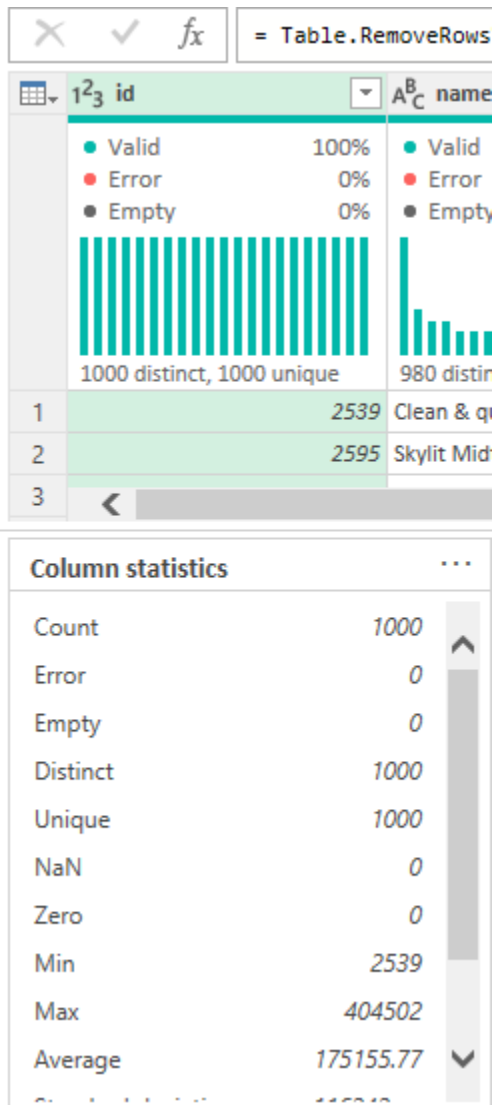 fx = Table.RemoveRows
1²3 id ABC name
Valid 100% Valid
Error 0% Error
Empty 0% Empty
1000 distinct, 1000 unique 980 distin
1 2539 Clean & qu
2 2595 Skylit Mid
3
Column statistics ...
Count 1000
Error 0
Empty 0
Distinct 1000
Unique 1000
NaN 0
Zero 0
Min 2539
Max 404502
Average 175155.77